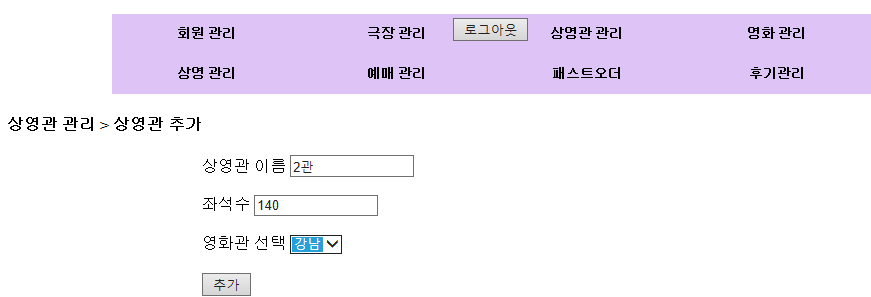 회원 관리 극장 관리 로그아웃 상영관 관리 영화 관리
상영 관리 예매 관리 패스트오더 후기관리
상영관 관리 > 상영관 추가
상영관 이름 2관
좌석수 140
영화관 선택 강남
추가